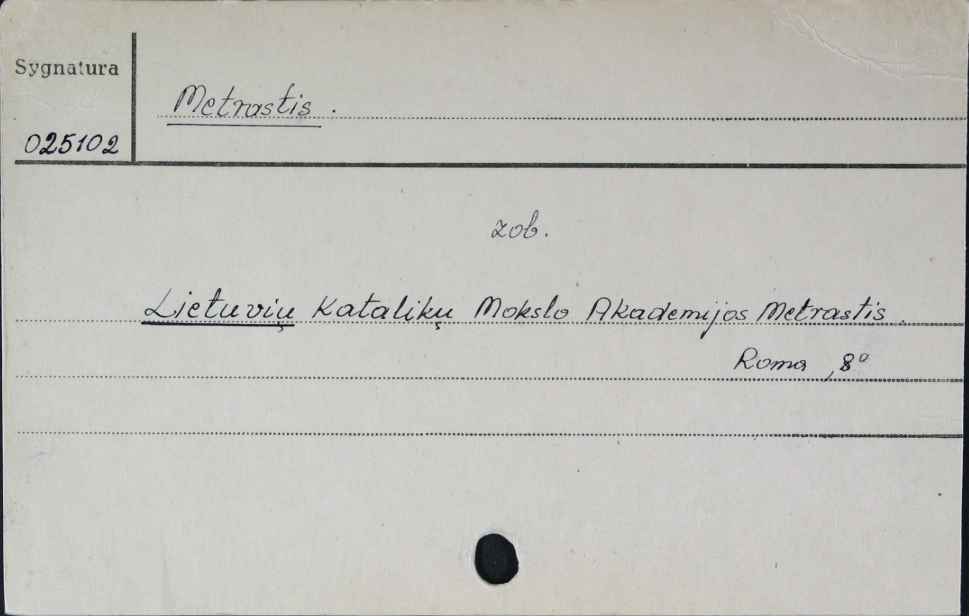 Sygnatura
Metrastis.
025102
zob.
Lietuvių Katalikų Mokslo Akademijos Metrastis.
Roma, 8°